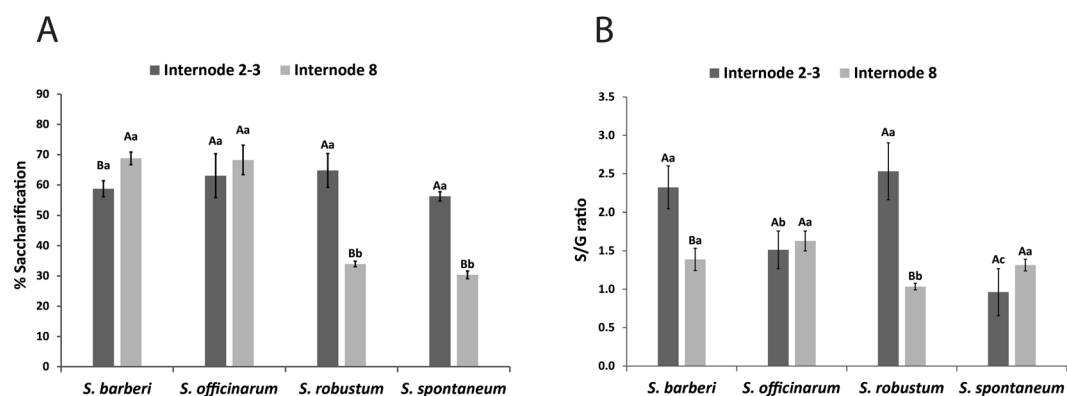 A
Internode 2-3 Internode 8
% Saccharification
90
80
70
60
50
40
30
20
10
0
Ba Aa Aa Aa Aa Bb Aa Bb
S. barberi S. officinarum S. robustum S. spontaneum
B
Internode 2-3 Internode 8
S/G ratio
3.5
3.0
2.5
2.0
1.5
1.0
0.5
0.0
Aa Ba Ab Aa Aa Bb Ac Aa
S. barberi S. officinarum S. robustum S. spontaneum